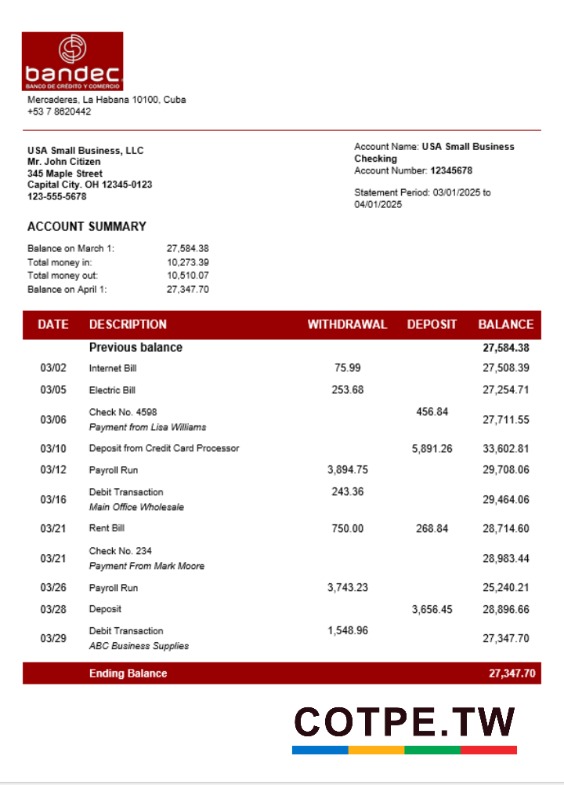 bandec
BANCO DE CRÉDITO Y COMERCIO
Mercaderes, La Habana 10100, Cuba
+53 7 8620442
USA Small Business, LLC
Mr. John Citizen
345 Maple Street
Capital City. OH 12345-0123
123-555-5678
Account Name: USA Small Business
Checking
Account Number: 12345678
Statement Period: 03/01/2025 to
04/01/2025
ACCOUNT SUMMARY
Balance on March 1: 27,584.38
Total money in: 10,273.39
Total money out: 10,510.07
Balance on April 1: 27,347.70
DATE DESCRIPTION WITHDRAWAL DEPOSIT BALANCE
Previous balance 27,584.38
03/02 Internet Bill 75.99 27,508.39
03/05 Electric Bill 253.68 27,254.71
03/06 Check No. 4598 456.84 27,711.55
Payment from Lisa Williams
03/10 Deposit from Credit Card Processor 5,891.26 33,602.81
03/12 Payroll Run 3,894.75 29,708.06
03/16 Debit Transaction 243.36 29,464.06
Main Office Wholesale
03/21 Rent Bill 750.00 268.84 28,714.60
03/21 Check No. 234 28,983.44
Payment From Mark Moore
03/26 Payroll Run 3,743.23 25,240.21
03/28 Deposit 3,656.45 28,896.66
03/29 Debit Transaction 1,548.96 27,347.70
ABC Business Supplies
Ending Balance 27,347.70
COTPE.TW